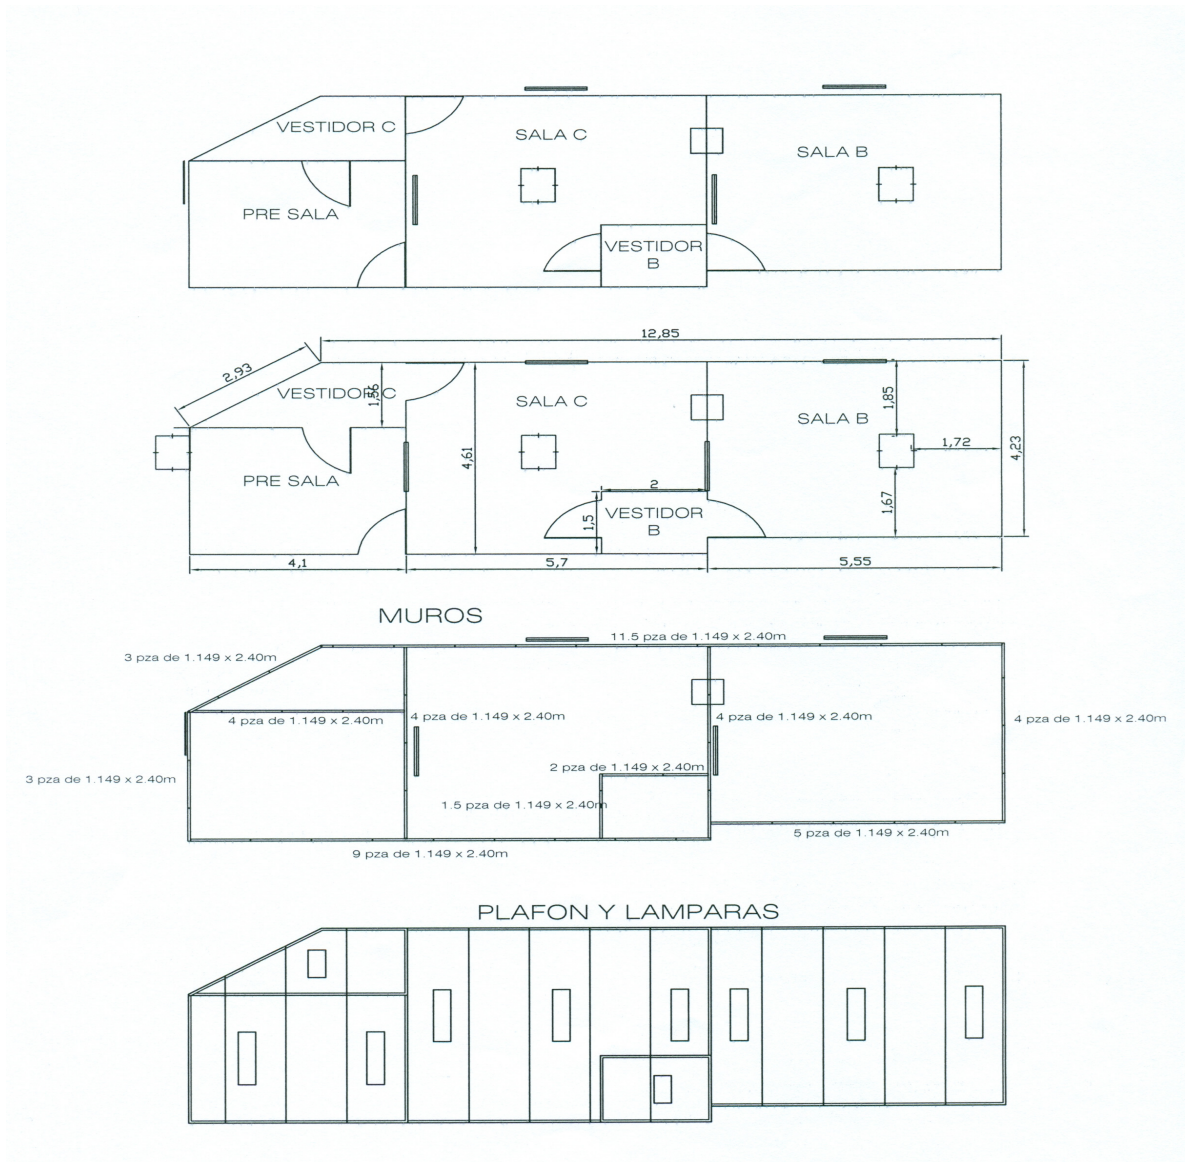 VESTIDOR C
SALA C
SALA B
PRE SALA
VESTIDOR
B
12,85
2,93
VESTIDOR C
1,56
SALA C
1,85
SALA B
4,61
1,72
4,23
PRE SALA
2
1,5
VESTIDOR
B
1,67
4,1
5,7
5,55
MUROS
11.5 pza de 1.149 x 2.40m
3 pza de 1.149 x 2.40m
4 pza de 1.149 x 2.40m
4 pza de 1.149 x 2.40m
4 pza de 1.149 x 2.40m
4 pza de 1.149 x 2.40m
2 pza de 1.149 x 2.40m
3 pza de 1.149 x 2.40m
1.5 pza de 1.149 x 2.40m
5 pza de 1.149 x 2.40m
9 pza de 1.149 x 2.40m
PLAFON Y LAMPARAS